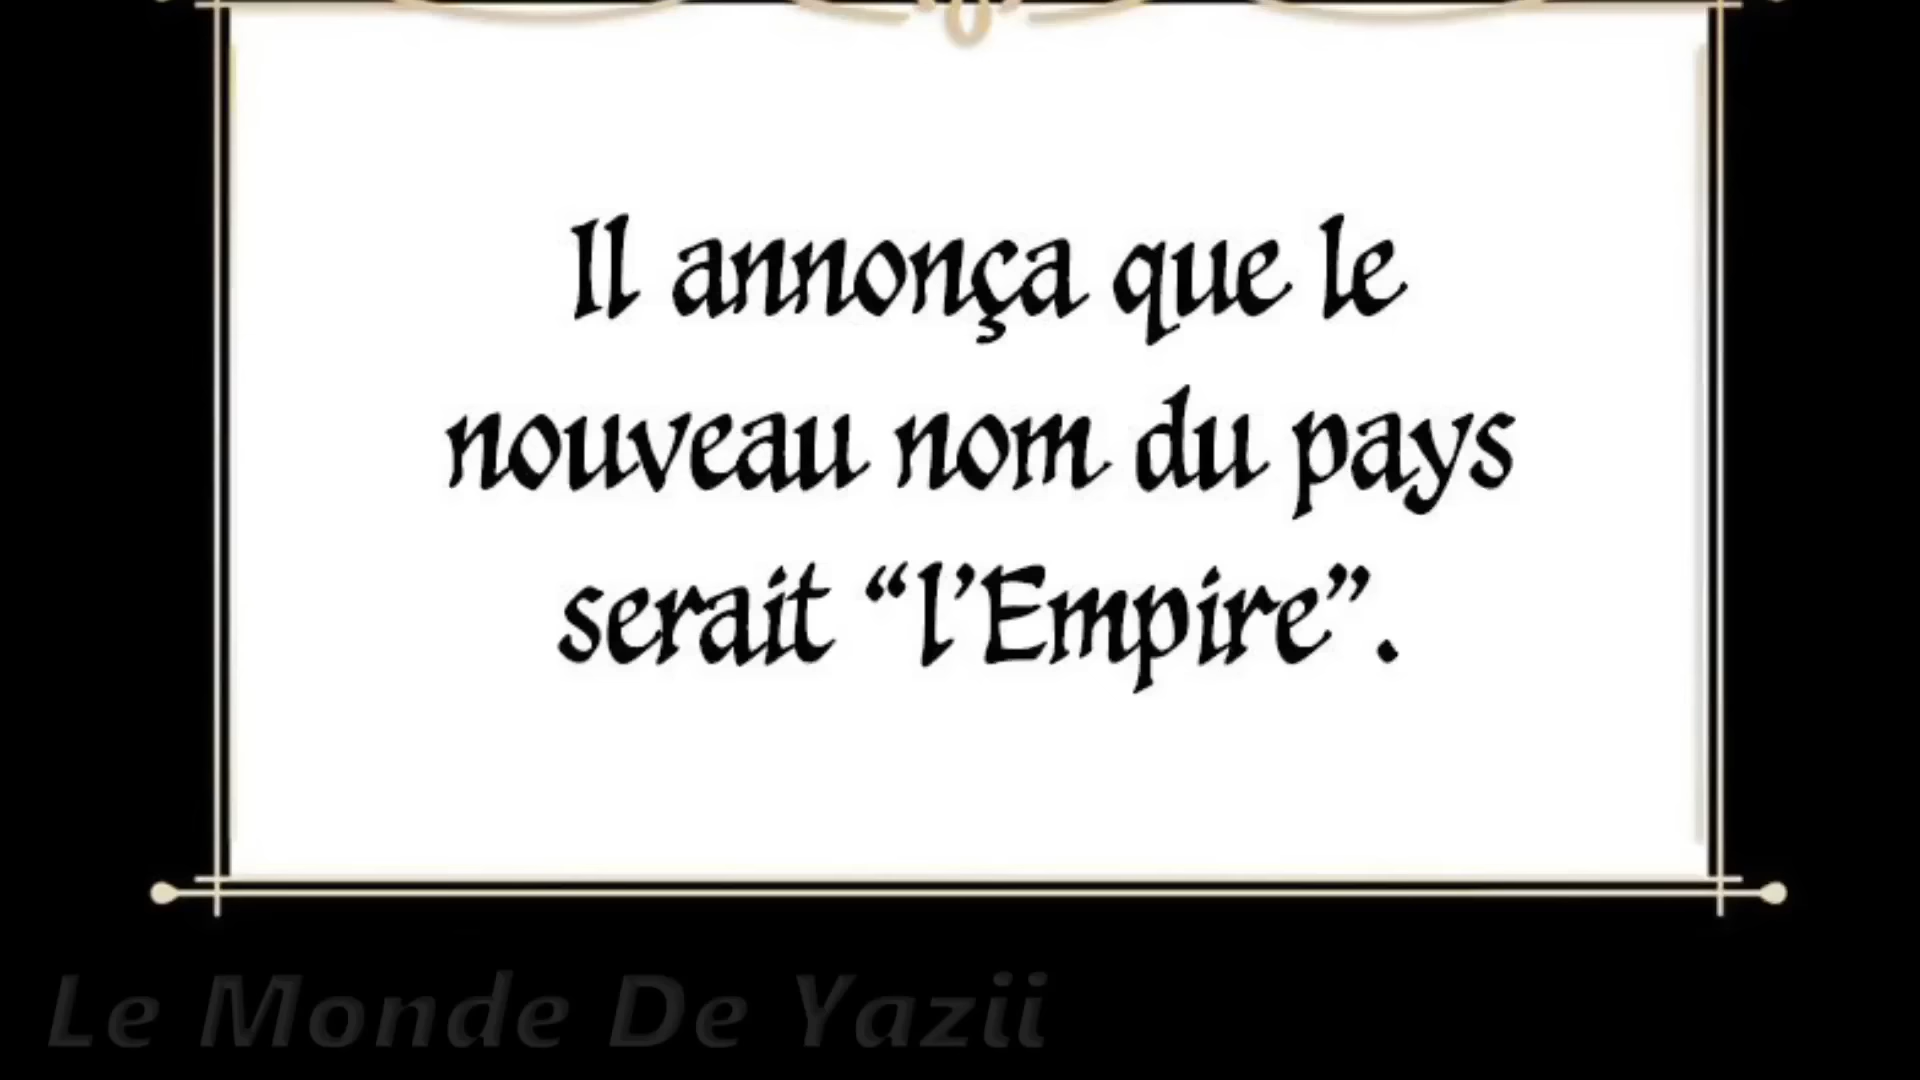 Il annonça que le
nouveau nom du pays
serait “l’Empire”.
Le Monde De Yazii